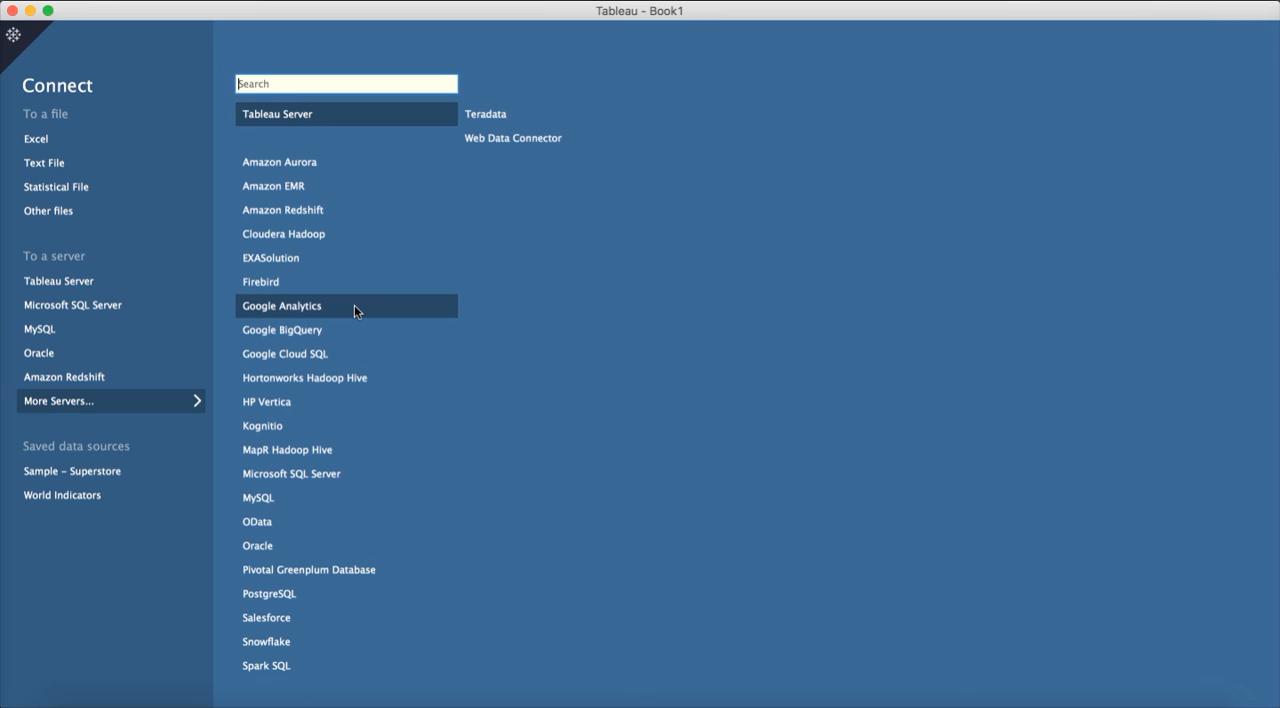 Tableau - Book1
Connect
To a file
Excel
Text File
Statistical File
Other files
To a server
Tableau Server
Microsoft SQL Server
MySQL
Oracle
Amazon Redshift
More Servers...
Saved data sources
Sample – Superstore
World Indicators
Search
Tableau Server
Amazon Aurora
Amazon EMR
Amazon Redshift
Cloudera Hadoop
EXASolution
Firebird
Google Analytics
Google BigQuery
Google Cloud SQL
Hortonworks Hadoop Hive
HP Vertica
Kognitio
MapR Hadoop Hive
Microsoft SQL Server
MySQL
OData
Oracle
Pivotal Greenplum Database
PostgreSQL
Salesforce
Snowflake
Spark SQL
Teradata
Web Data Connector